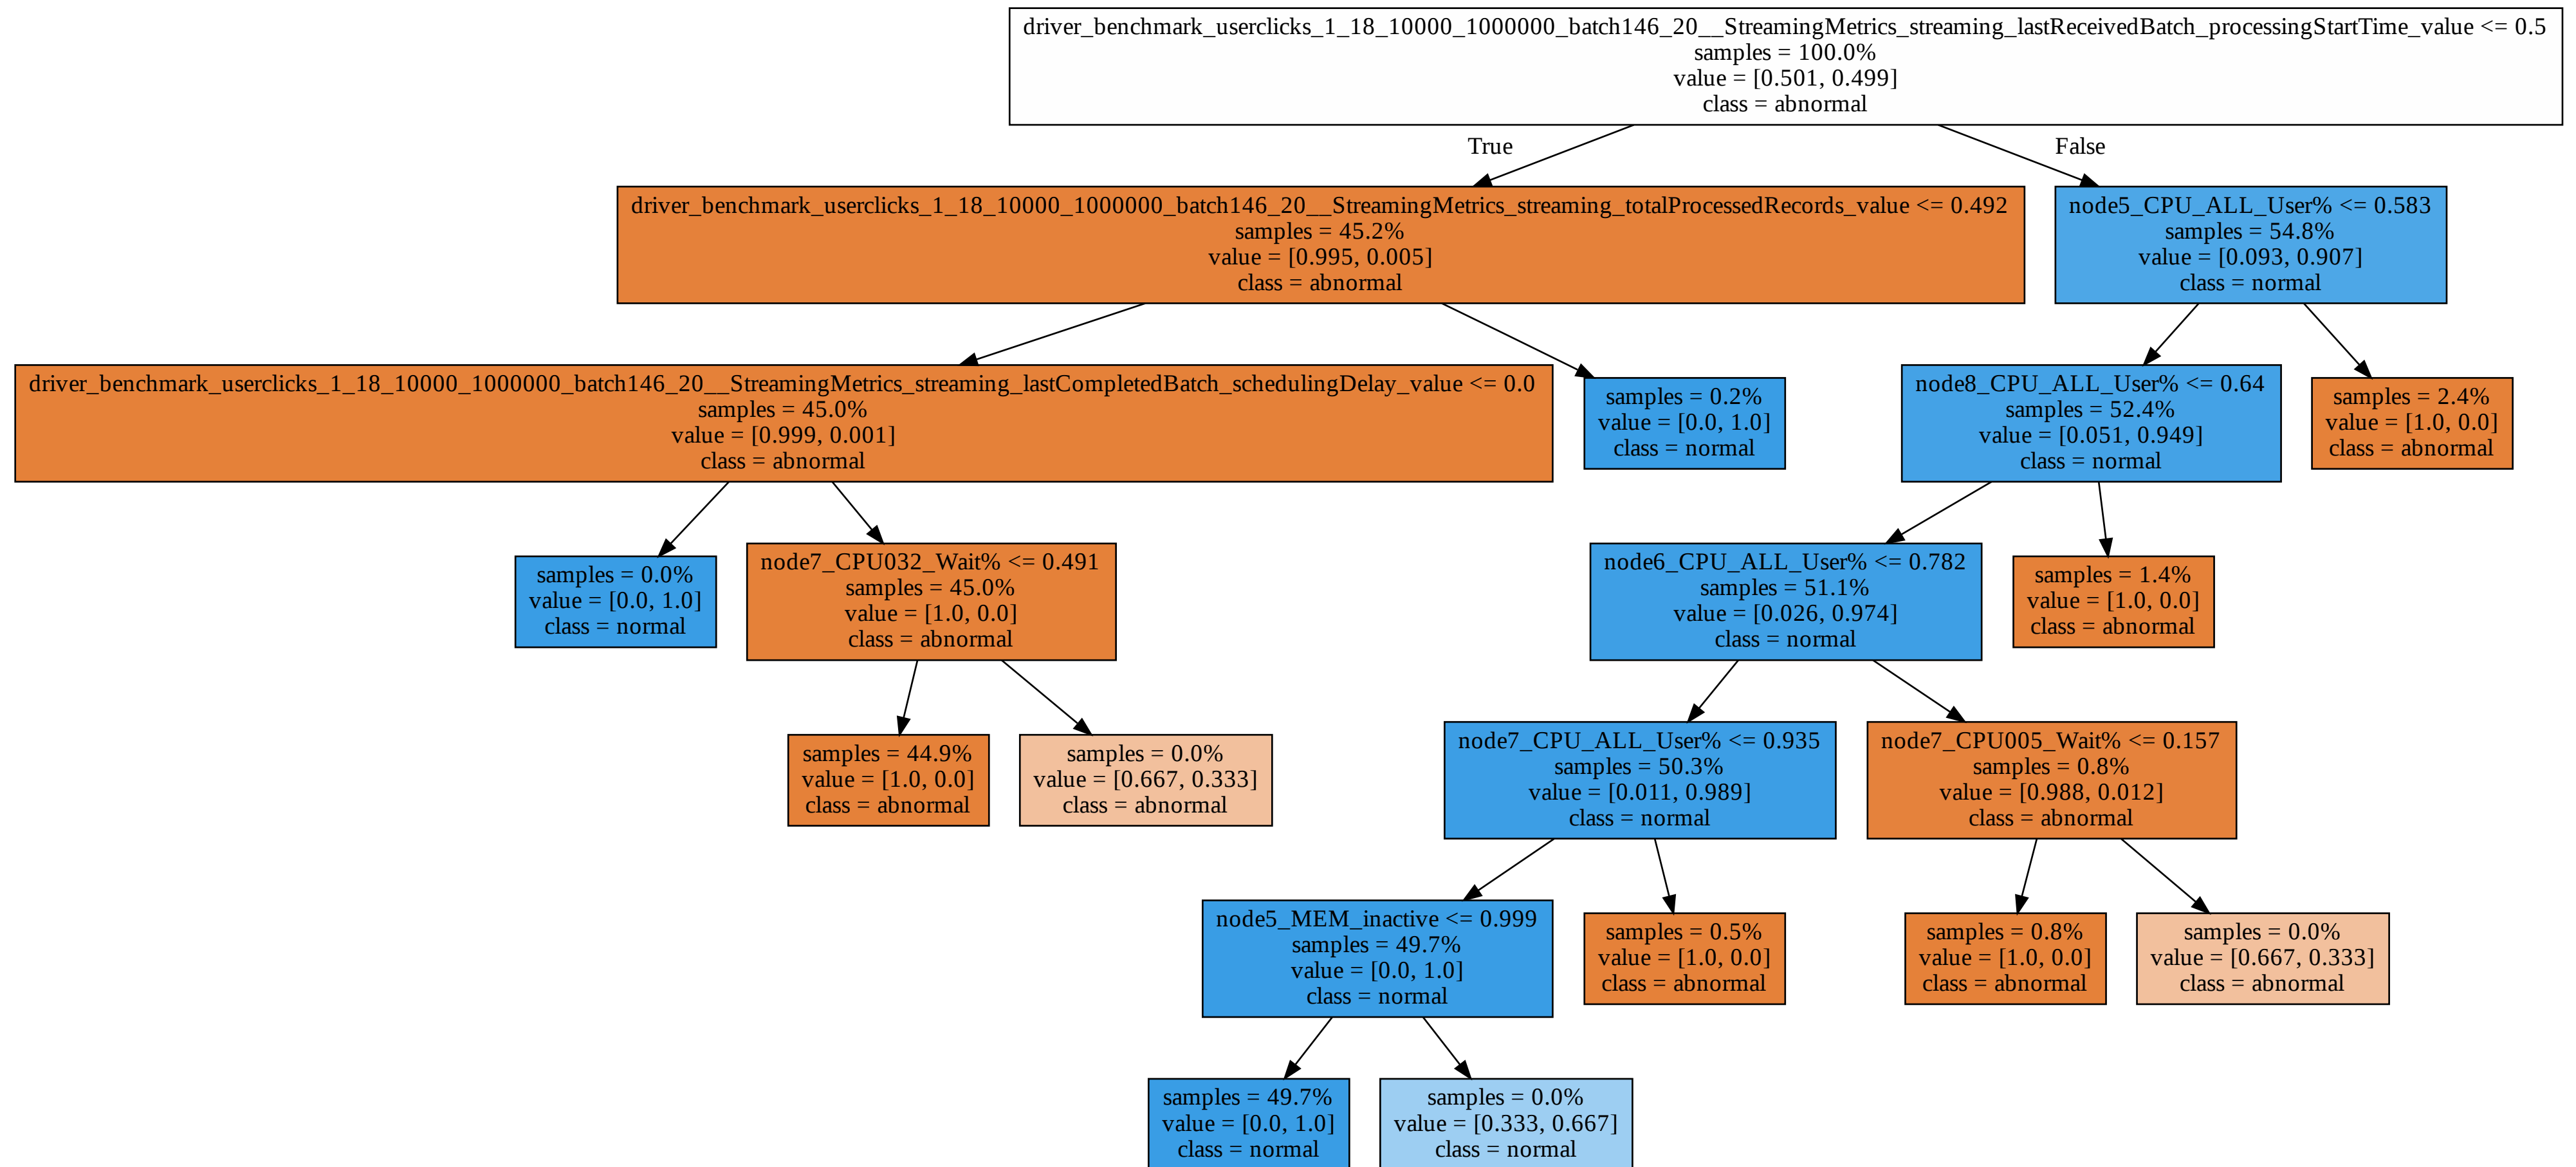 driver_benchmark_userclicks_1_18_10000_1000000_batch146_20__StreamingMetrics_streaming_lastReceivedBatch_processingStartTime_value <= 0.5
samples = 100.0%
value = [0.501, 0.499]
class = abnormal
True
False
driver_benchmark_userclicks_1_18_10000_1000000_batch146_20__StreamingMetrics_streaming_totalProcessedRecords_value <= 0.492
samples = 45.2%
value = [0.995, 0.005]
class = abnormal
node5_CPU_ALL_User% <= 0.583
samples = 54.8%
value = [0.093, 0.907]
class = normal
driver_benchmark_userclicks_1_18_10000_1000000_batch146_20__StreamingMetrics_streaming_lastCompletedBatch_schedulingDelay_value <= 0.0
samples = 45.0%
value = [0.999, 0.001]
class = abnormal
samples = 0.2%
value = [0.0, 1.0]
class = normal
node8_CPU_ALL_User% <= 0.64
samples = 52.4%
value = [0.051, 0.949]
class = normal
samples = 2.4%
value = [1.0, 0.0]
class = abnormal
samples = 0.0%
value = [0.0, 1.0]
class = normal
node7_CPU032_Wait% <= 0.491
samples = 45.0%
value = [1.0, 0.0]
class = abnormal
node6_CPU_ALL_User% <= 0.782
samples = 51.1%
value = [0.026, 0.974]
class = normal
samples = 1.4%
value = [1.0, 0.0]
class = abnormal
samples = 44.9%
value = [1.0, 0.0]
class = abnormal
samples = 0.0%
value = [0.667, 0.333]
class = abnormal
node7_CPU_ALL_User% <= 0.935
samples = 50.3%
value = [0.011, 0.989]
class = normal
node7_CPU005_Wait% <= 0.157
samples = 0.8%
value = [0.988, 0.012]
class = abnormal
node5_MEM_inactive <= 0.999
samples = 49.7%
value = [0.0, 1.0]
class = normal
samples = 0.5%
value = [1.0, 0.0]
class = abnormal
samples = 0.8%
value = [1.0, 0.0]
class = abnormal
samples = 0.0%
value = [0.667, 0.333]
class = abnormal
samples = 49.7%
value = [0.0, 1.0]
class = normal
samples = 0.0%
value = [0.333, 0.667]
class = normal